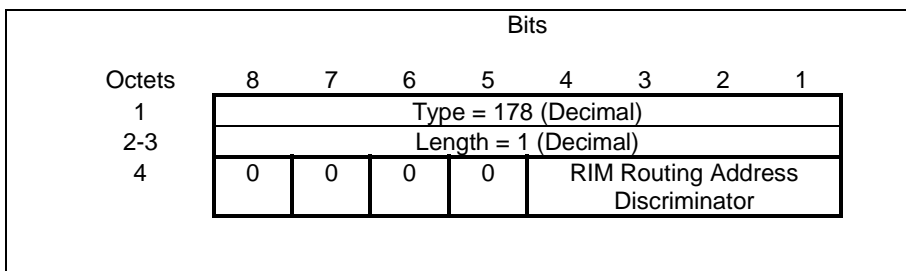 Bits
Octets 8 7 6 5 4 3 2 1
1 Type = 178 (Decimal)
2-3 Length = 1 (Decimal)
4 0 0 0 0 RIM Routing Address
Discriminator